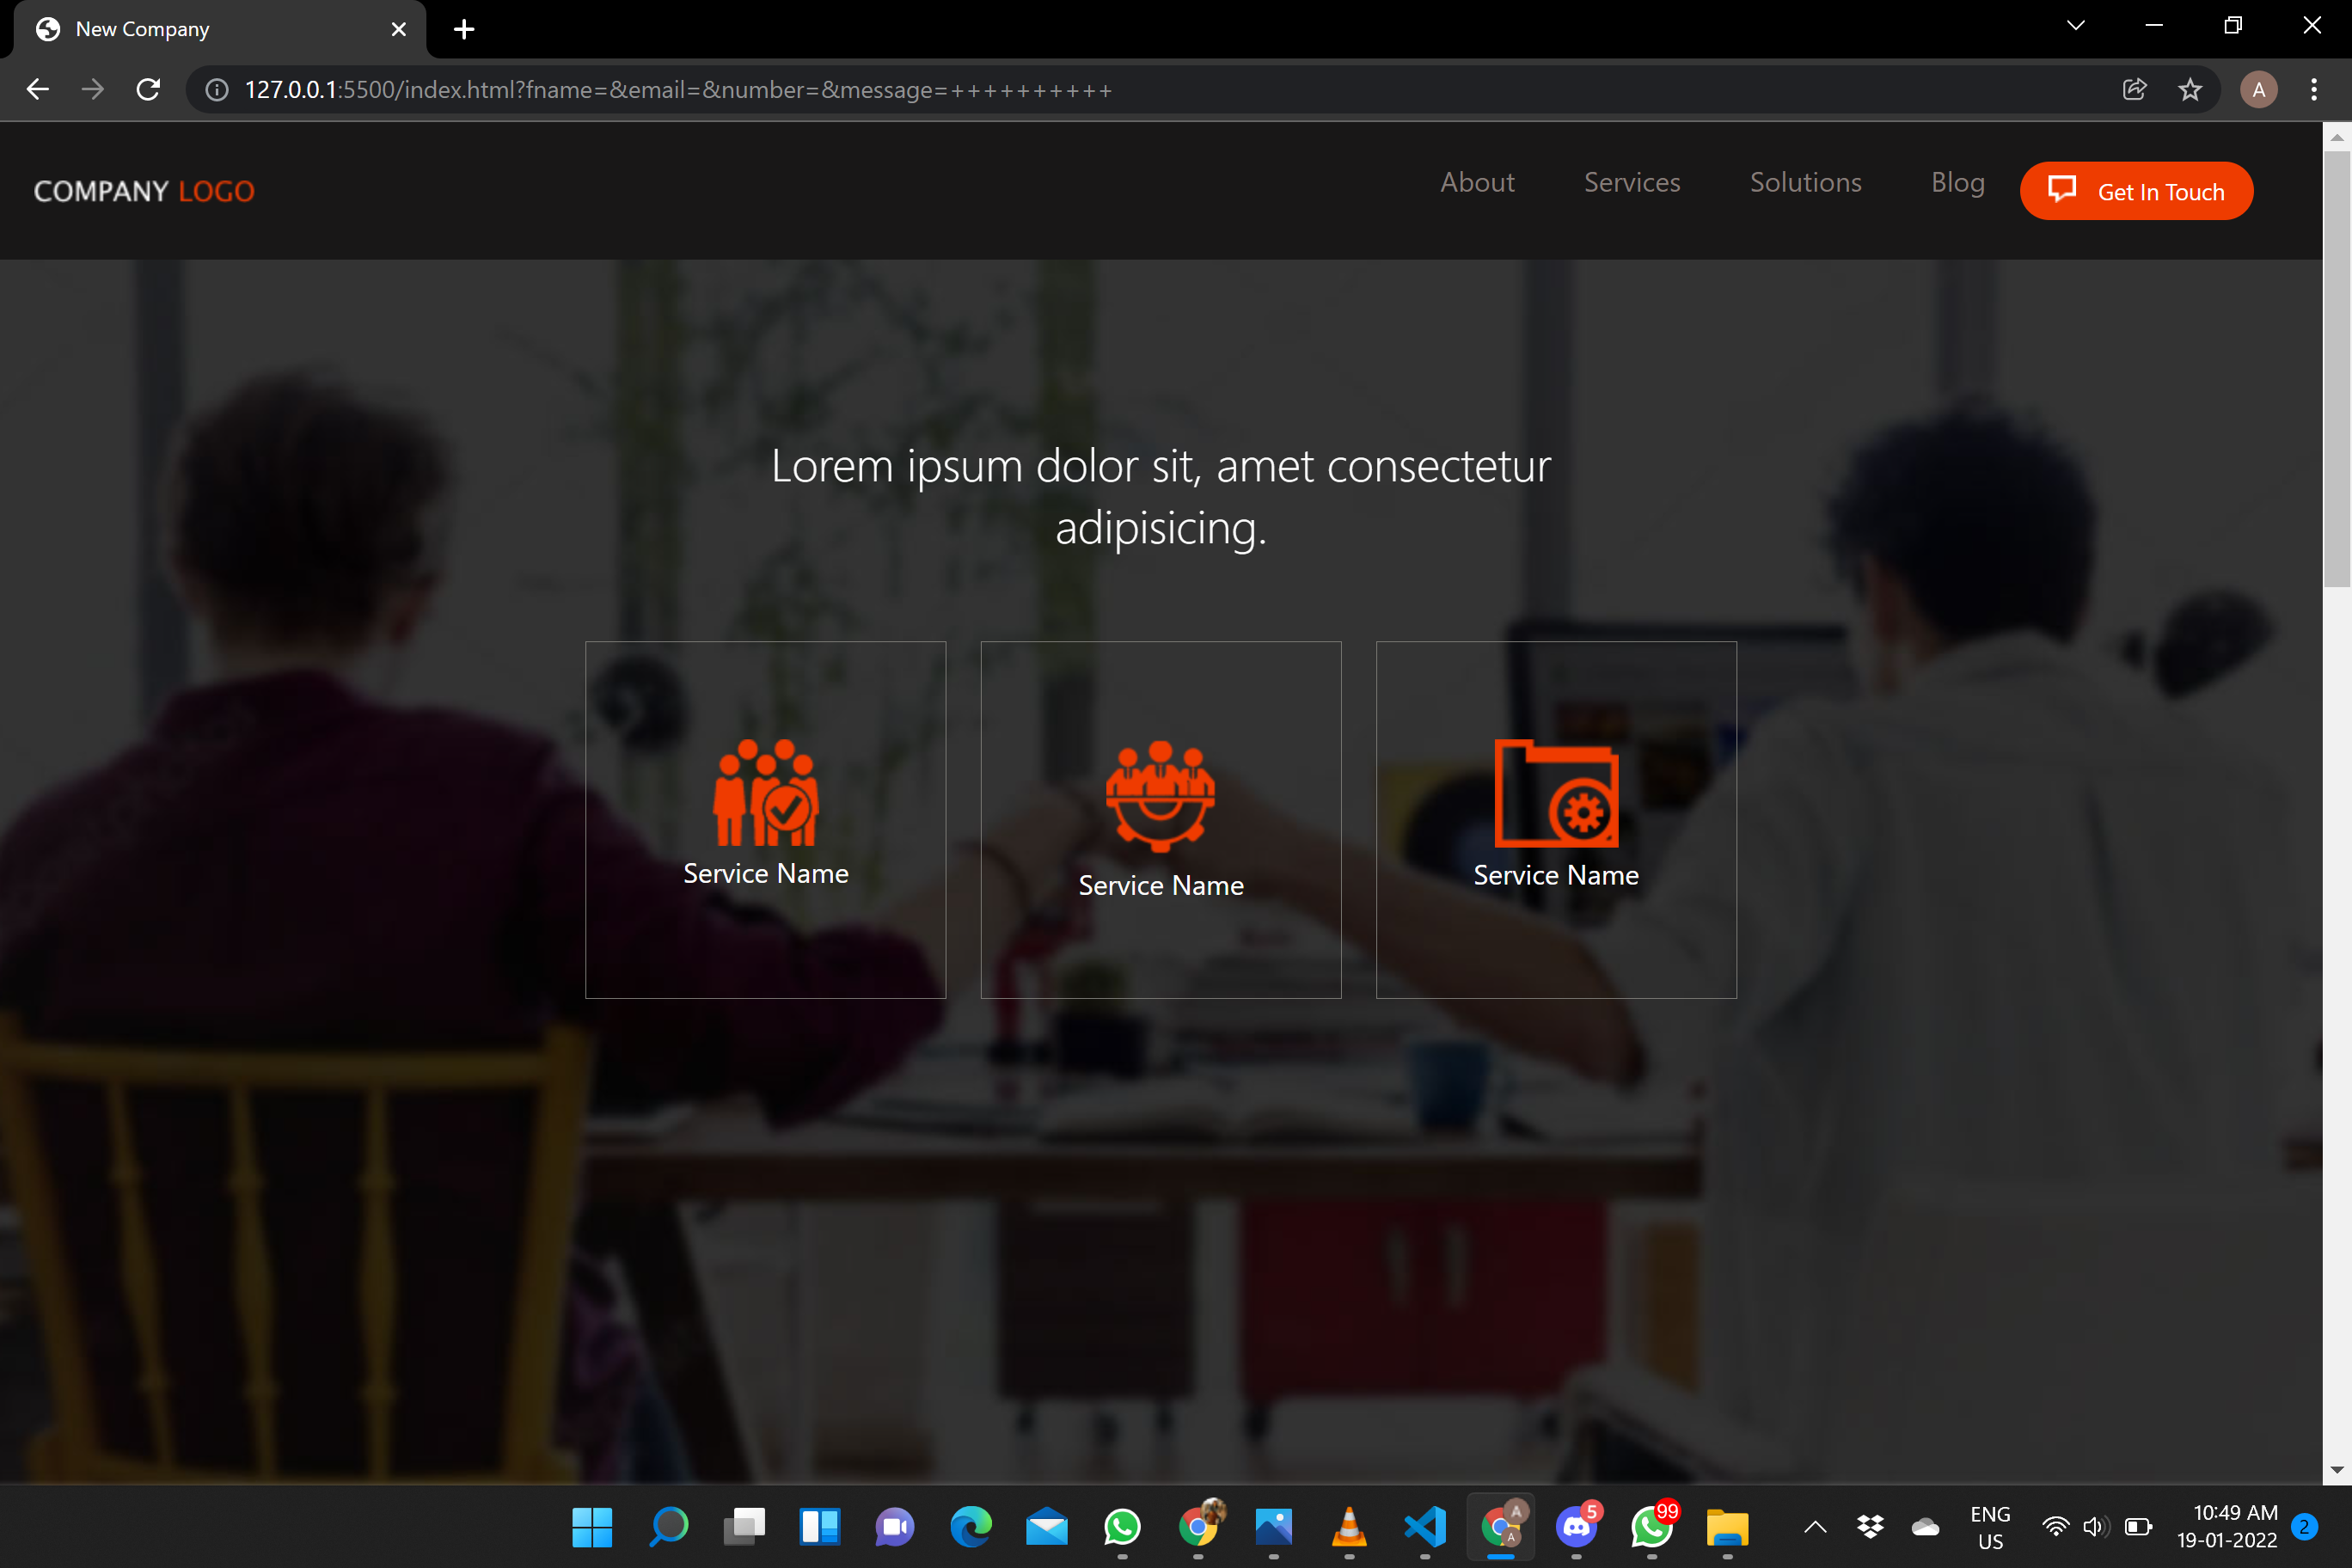 New Company
127.0.0.1:5500/index.html?fname=&email=&number=&message=++++++++++
A
COMPANY LOGO
About
Services
Solutions
Blog
Get In Touch
Lorem ipsum dolor sit, amet consectetur
adipisicing.
Service Name
Service Name
Service Name
A
A
5
99
ENG
US
10:49 AM
19-01-2022
2